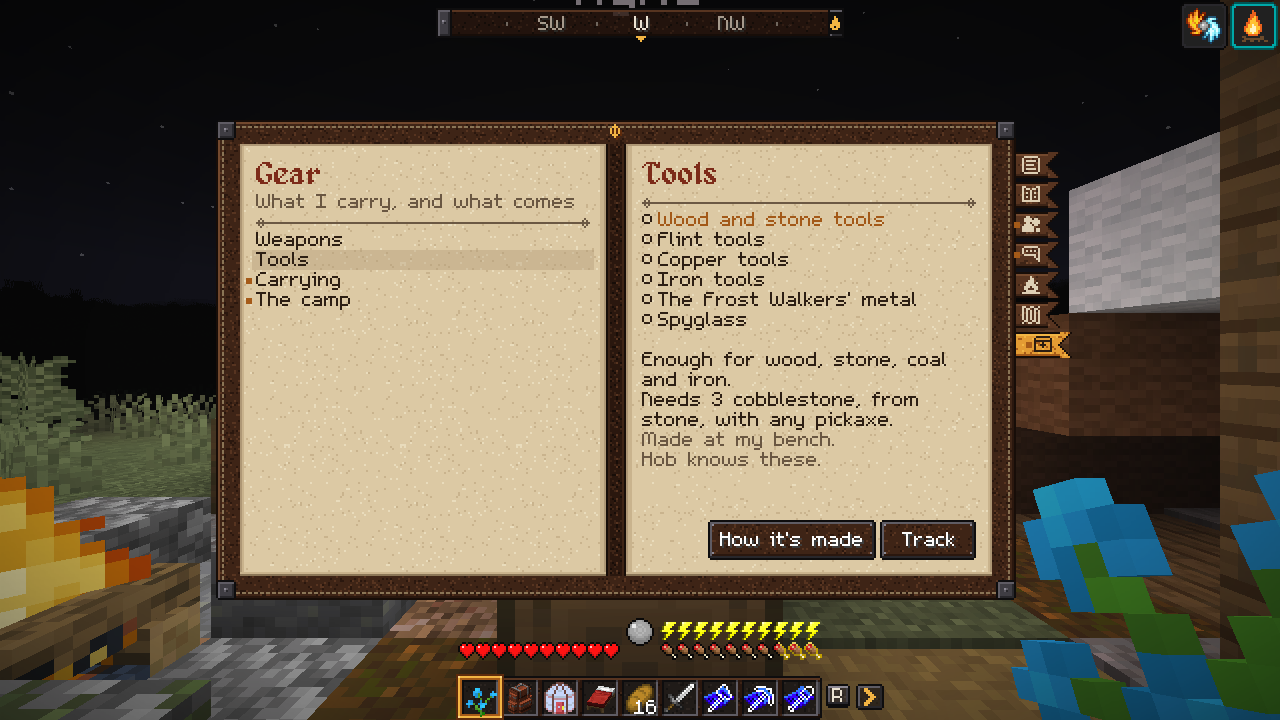 SW W NW
Gear
What I carry, and what comes
Weapons
Tools
Carrying
The camp
Tools
Wood and stone tools
Flint tools
Copper tools
Iron tools
The Frost Walkers' metal
Spyglass
Enough for wood, stone, coal
and iron.
Needs 3 cobblestone, from
stone, with any pickaxe.
Made at my bench.
Hob knows these.
How it's made
Track
16
R